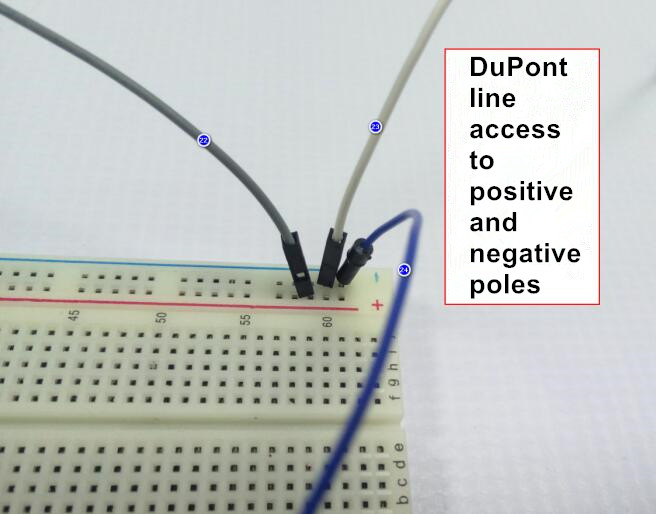 DuPont
line
access
to
positive
and
negative
poles
22
23
24
- 
+
45
50
55
60
f g h i
b c d e